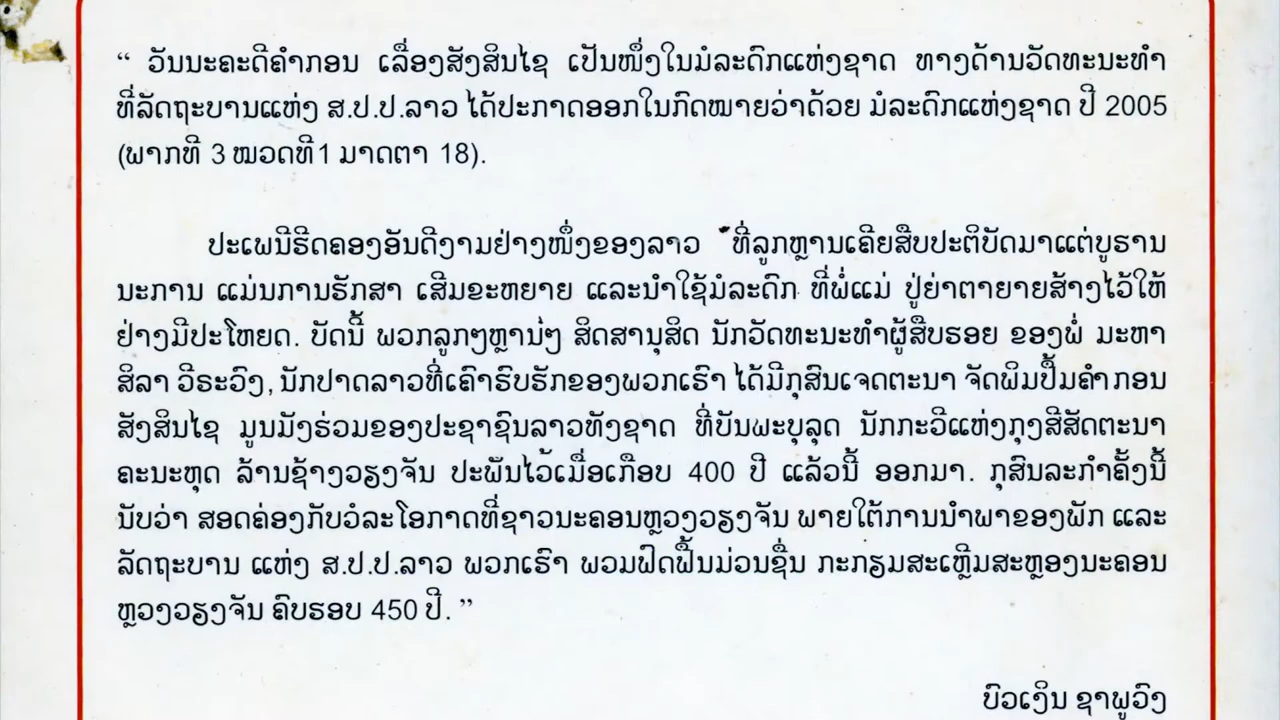 “ ວັນນະຄະດີຄຳກອນ ເລື່ອງສັງສິນໄຊ ເປັນໜຶ່ງໃນມໍລະດົກແຫ່ງຊາດ ທາງດ້ານວັດທະນະທຳ
ທີ່ລັດຖະບານແຫ່ງ ສ.ປ.ປ.ລາວ ໄດ້ປະກາດອອກໃນກົດໝາຍວ່າດ້ວຍ ມໍລະດົກແຫ່ງຊາດ ປີ 2005
(ພາກທີ 3 ໝວດທີ1 ມາດຕາ 18).
ປະເພນີຮີດຄອງອັນດີງາມຢ່າງໜຶ່ງຂອງລາວ ທີ່ລູກຫຼານເຄີຍສືບປະຕິບັດມາແຕ່ບູຮານ
ນະການ ແມ່ນການຮັກສາ ເສີມຂະຫຍາຍ ແລະນຳໃຊ້ມໍລະດົກ ທີ່ພໍ່ແມ່ ປູ່ຍ່າຕາຍາຍສ້າງໄວ້ໃຫ້
ຢ່າງມີປະໂຫຍດ. ບັດນີ້ ພວກລູກໆຫຼານໆ ສິດສານຸສິດ ນັກວັດທະນະທຳຜູ້ສືບຮອຍ ຂອງພໍ່ ມະຫາ
ສິລາ ວີຣະວົງ, ນັກປາດລາວທີ່ເຄົາຣົບຮັກຂອງພວກເຮົາ ໄດ້ມີກຸສົນເຈດຕະນາ ຈັດພິມປຶ້ມຄຳກອນ
ສັງສິນໄຊ ມູນມັງຮ່ວມຂອງປະຊາຊົນລາວທັງຊາດ ທີ່ບັນພະບຸລຸດ ນັກກະວີແຫ່ງກຸງສີສັດຕະນາ
ຄະນະຫຸດ ລ້ານຊ້າງວຽງຈັນ ປະພັນໄວ້ເມື່ອເກືອບ 400 ປີ ແລ້ວນີ້ ອອກມາ. ກຸສົນລະກຳຄັ້ງນີ້
ນັບວ່າ ສອດຄ່ອງກັບວໍລະໂອກາດທີ່ຊາວນະຄອນຫຼວງວຽງຈັນ ພາຍໃຕ້ການນຳພາຂອງພັກ ແລະ
ລັດຖະບານ ແຫ່ງ ສ.ປ.ປ.ລາວ ພວກເຮົາ ພວມຟົດຟື້ນມ່ວນຊື່ນ ກະກຽມສະເຫຼີມສະຫຼອງນະຄອນ
ຫຼວງວຽງຈັນ ຄົບຮອບ 450 ປີ. ”
ບົວເງິນ ຊາພູວົງ